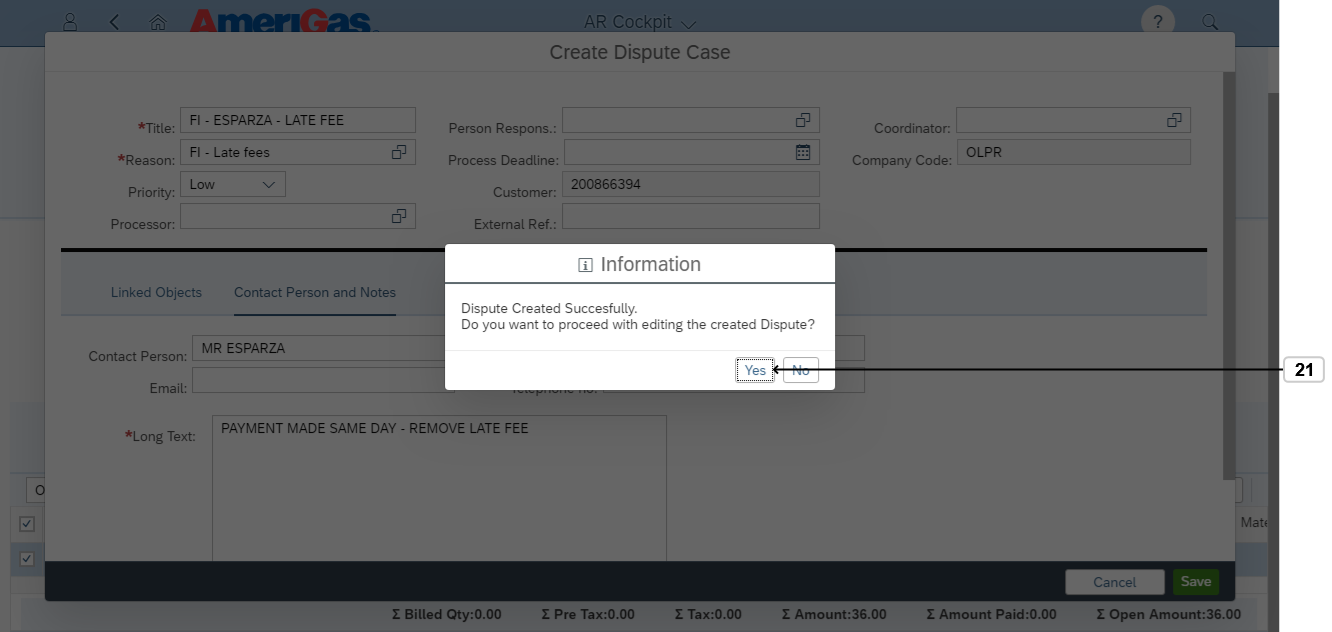 AmeriGas
AR Cockpit
?
Create Dispute Case
*Title: FI - ESPARZA - LATE FEE
Person Respons.:
Coordinator:
*Reason: FI - Late fees
Process Deadline:
Company Code: OLPR
Priority: Low
Customer: 200866394
Processor:
External Ref.:
Information
Linked Objects
Contact Person and Notes
Dispute Created Succesfully.
Do you want to proceed with editing the created Dispute?
Contact Person: MR ESPARZA
Yes
No
21
Email:
Telephone no.:
*Long Text: PAYMENT MADE SAME DAY - REMOVE LATE FEE
Mate
Cancel
Save
Σ Billed Qty:0.00
Σ Pre Tax:0.00
Σ Tax:0.00
Σ Amount:36.00
Σ Amount Paid:0.00
Σ Open Amount:36.00